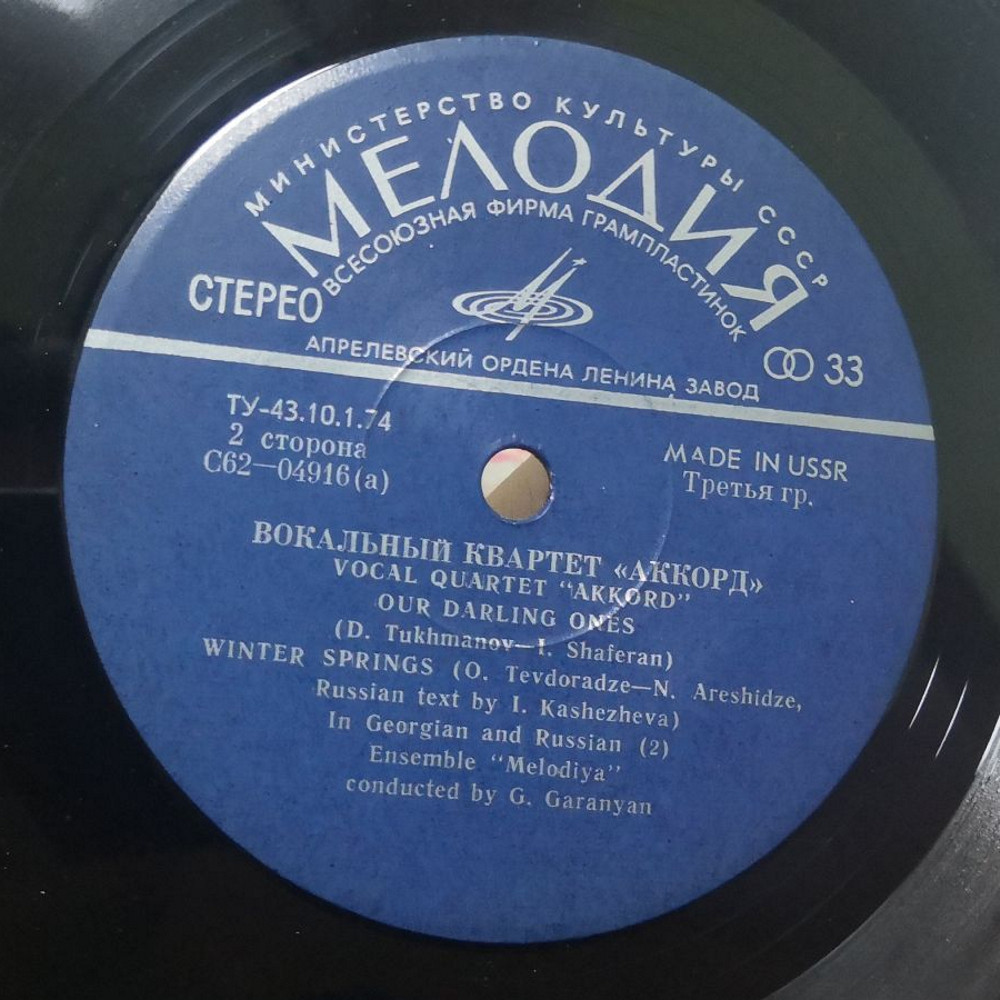 МИНИСТЕРСТВО КУЛЬТУРЫ СССР
МЕЛОДИЯ
ВСЕСОЮЗНАЯ ФИРМА ГРАМПЛАСТИНОК
СТЕРЕО
33
АПРЕЛЕВСКИЙ ОРДЕНА ЛЕНИНА ЗАВОД
ТУ-43.10.1.74
2 сторона
С62—04916(а)
MADE IN USSR
Третья гр.
ВОКАЛЬНЫЙ КВАРТЕТ «АККОРД»
VOCAL QUARTET “AKKORD”
OUR DARLING ONES
(D. Tukhmanov—I. Shaferan)
WINTER SPRINGS (O. Tevdoradze—N. Areshidze,
Russian text by I. Kashezheva)
In Georgian and Russian (2)
Ensemble “Melodiya”
conducted by G. Garanyan